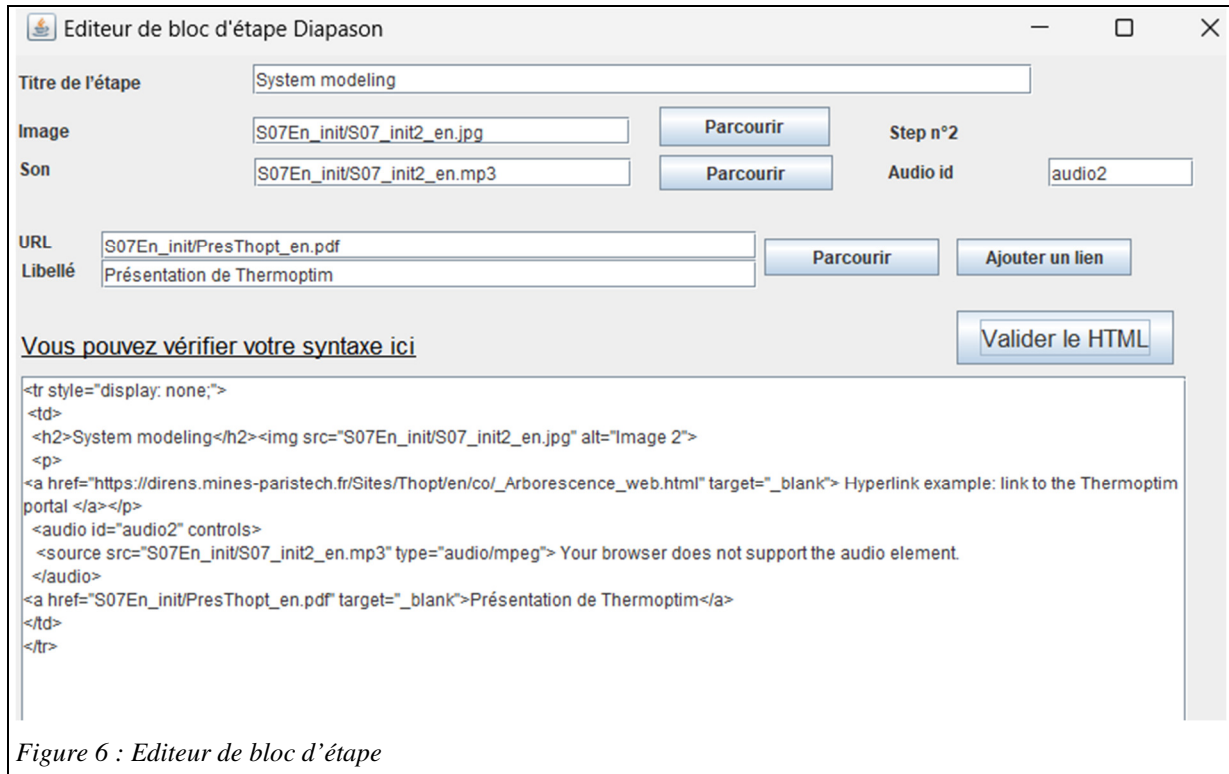 Editeur de bloc d'étape Diapason
Titre de l'étape System modeling
Image S07En_init/S07_init2_en.jpg Parcourir Step n°2
Son S07En_init/S07_init2_en.mp3 Parcourir Audio id audio2
URL S07En_init/PresThopt_en.pdf
Libellé Présentation de Thermoptim Parcourir Ajouter un lien
Vous pouvez vérifier votre syntaxe ici Valider le HTML
<tr style="display: none;">
<td>
<h2>System modeling</h2><img src="S07En_init/S07_init2_en.jpg" alt="Image 2">
<p>
<a href="https://direns.mines-paristech.fr/Sites/Thopt/en/co/_Arborescence_web.html" target="_blank"> Hyperlink example: link to the Thermoptim
portal </a></p>
<audio id="audio2" controls>
<source src="S07En_init/S07_init2_en.mp3" type="audio/mpeg"> Your browser does not support the audio element.
</audio>
<a href="S07En_init/PresThopt_en.pdf" target="_blank">Présentation de Thermoptim</a>
</td>
</tr>
Figure 6 : Editeur de bloc d'étape